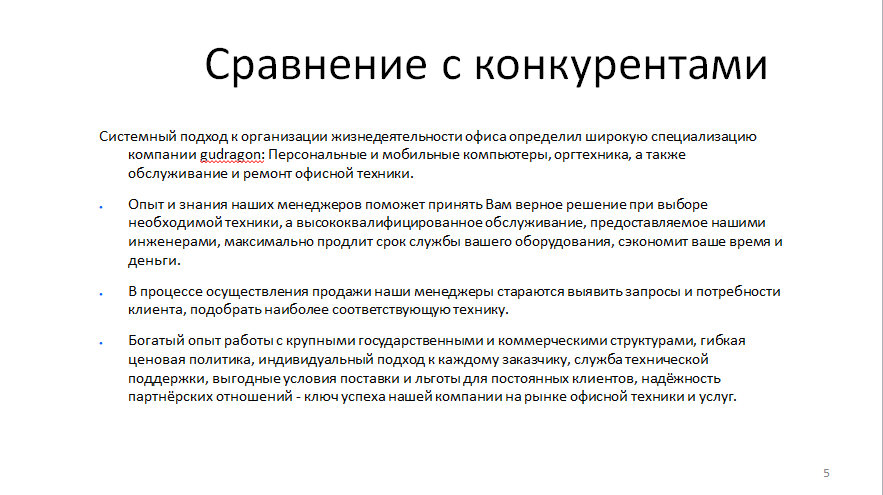 Сравнение с конкурентами
Системный подход к организации жизнедеятельности офиса определил широкую специализацию
компании gudragon: Персональные и мобильные компьютеры, оргтехника, а также
обслуживание и ремонт офисной техники.
Опыт и знания наших менеджеров поможет принять Вам верное решение при выборе
необходимой техники, а высококвалифицированное обслуживание, предоставляемое нашими
инженерами, максимально продлит срок службы вашего оборудования, сэкономит ваше время и
деньги.
В процессе осуществления продажи наши менеджеры стараются выявить запросы и потребности
клиента, подобрать наиболее соответствующую технику.
Богатый опыт работы с крупными государственными и коммерческими структурами, гибкая
ценовая политика, индивидуальный подход к каждому заказчику, служба технической
поддержки, выгодные условия поставки и льготы для постоянных клиентов, надёжность
партнёрских отношений - ключ успеха нашей компании на рынке офисной техники и услуг.
5